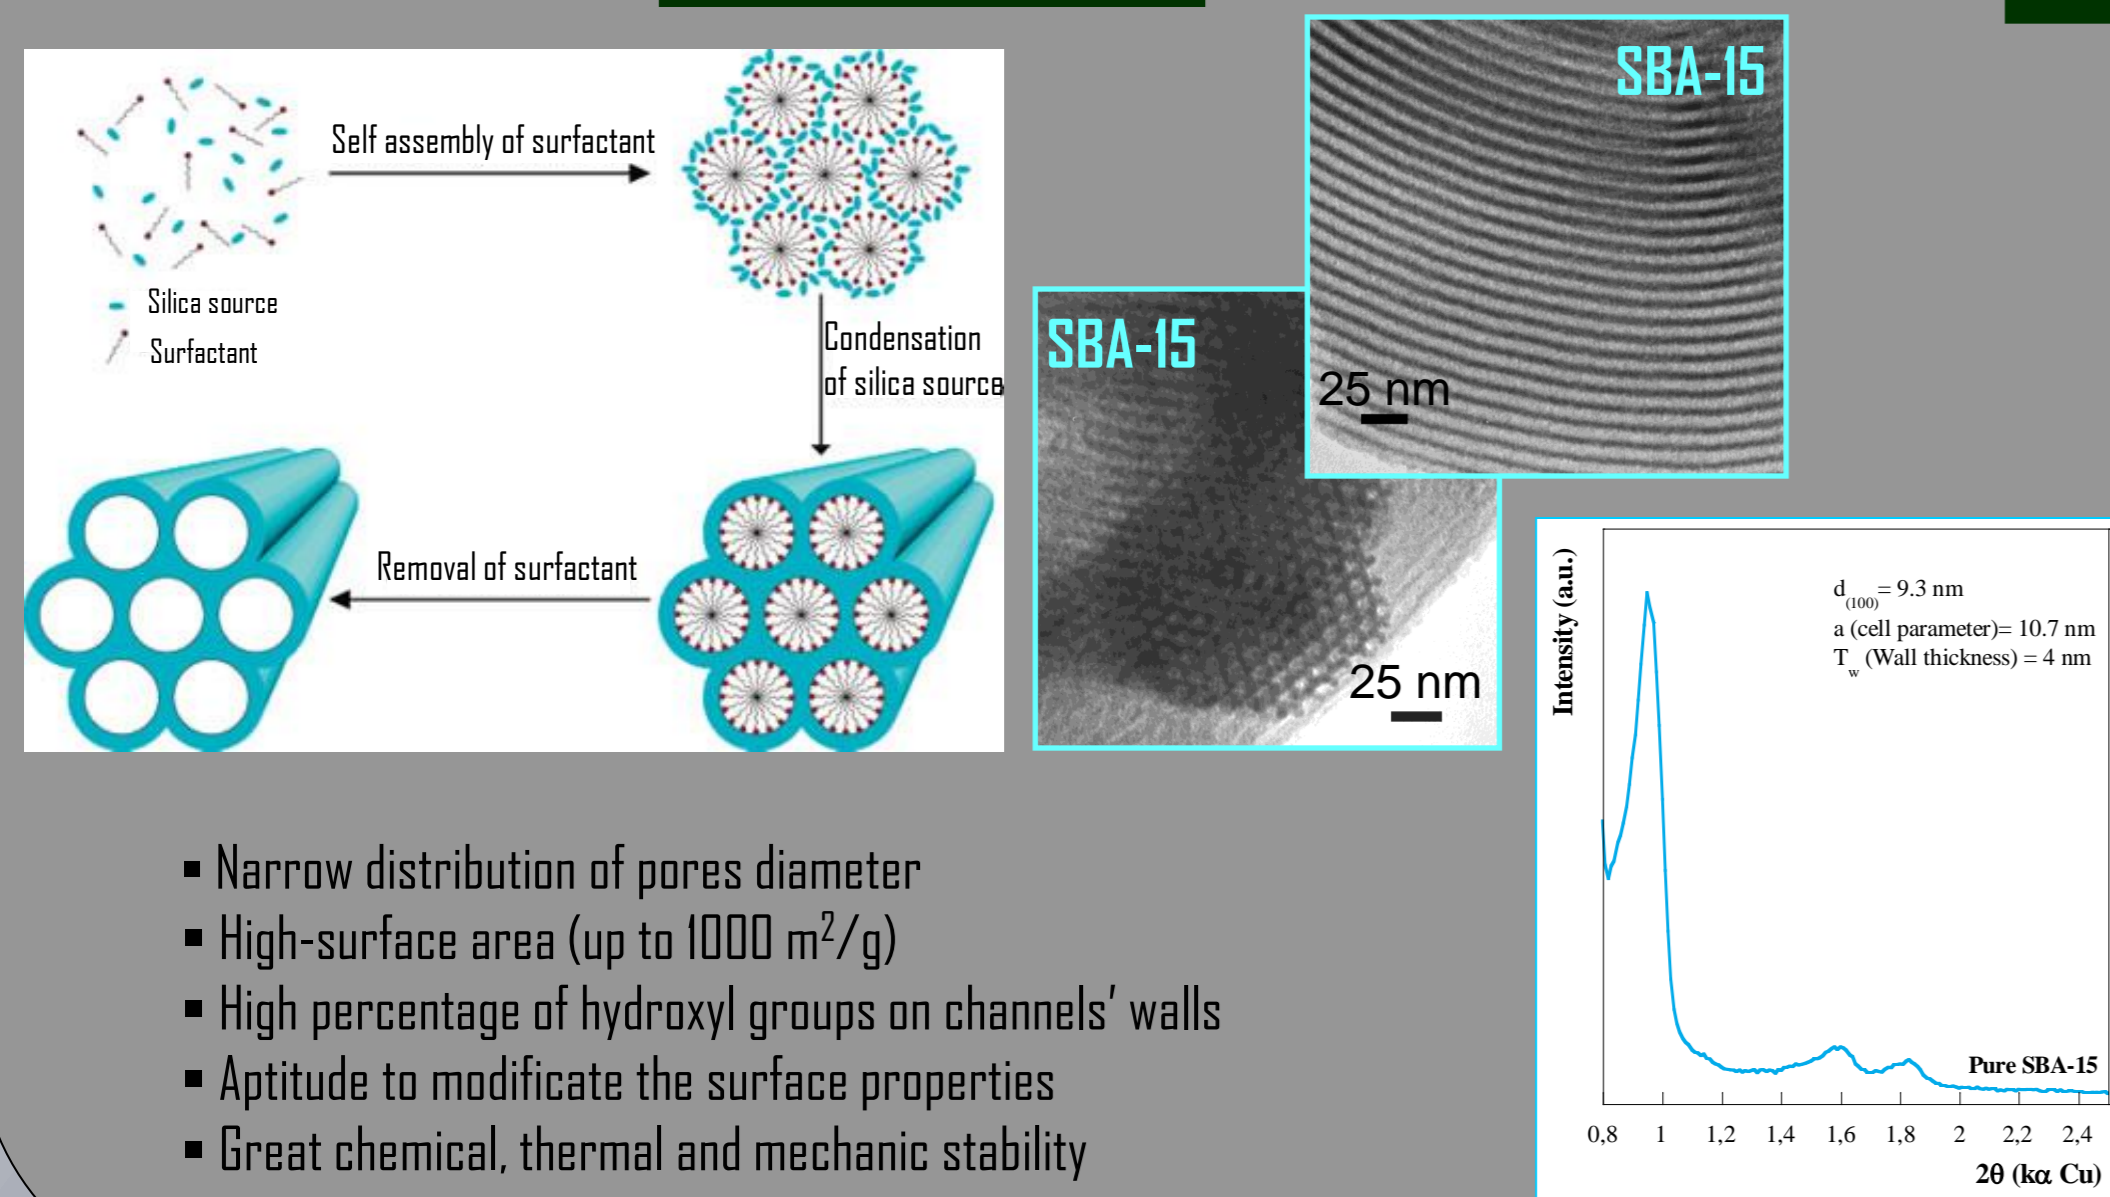 Self assembly of surfactant
Silica source
Surfactant
Condensation
of silica source
Removal of surfactant
SBA-15
25 nm
SBA-15
25 nm
Intensity (a.u.)
d(100)= 9.3 nm
a (cell parameter)= 10.7 nm
Tw (Wall thickness) = 4 nm
Pure SBA-15
0,8 1 1,2 1,4 1,6 1,8 2 2,2 2,4
2θ (kα Cu)
▪ Narrow distribution of pores diameter
▪ High-surface area (up to 1000 m²/g)
▪ High percentage of hydroxyl groups on channels’ walls
▪ Aptitude to modificate the surface properties
▪ Great chemical, thermal and mechanic stability